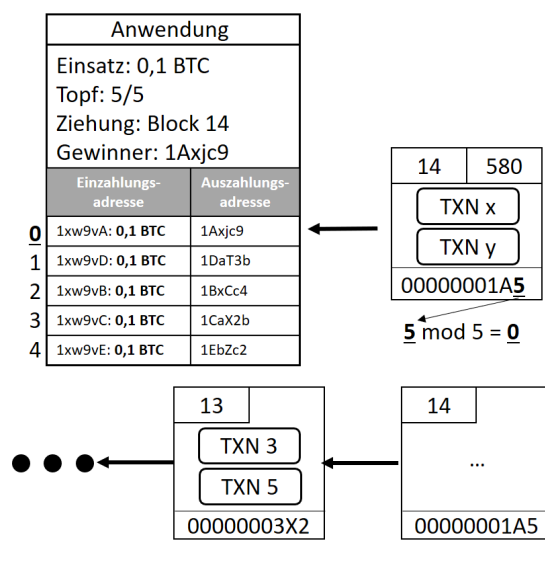 Anwendung
Einsatz: 0,1 BTC
Topf: 5/5
Ziehung: Block 14
Gewinner: 1Axjc9
Einzahlungs-
adresse
Auszahlungs-
adresse
0 1xw9vA: 0,1 BTC 1Axjc9
1 1xw9vD: 0,1 BTC 1DaT3b
2 1xw9vB: 0,1 BTC 1BxCc4
3 1xw9vC: 0,1 BTC 1CaX2b
4 1xw9vE: 0,1 BTC 1EbZc2
14 580
TXN x
TXN y
00000001A5
5 mod 5 = 0
13
TXN 3
TXN 5
00000003X2
14
...
00000001A5